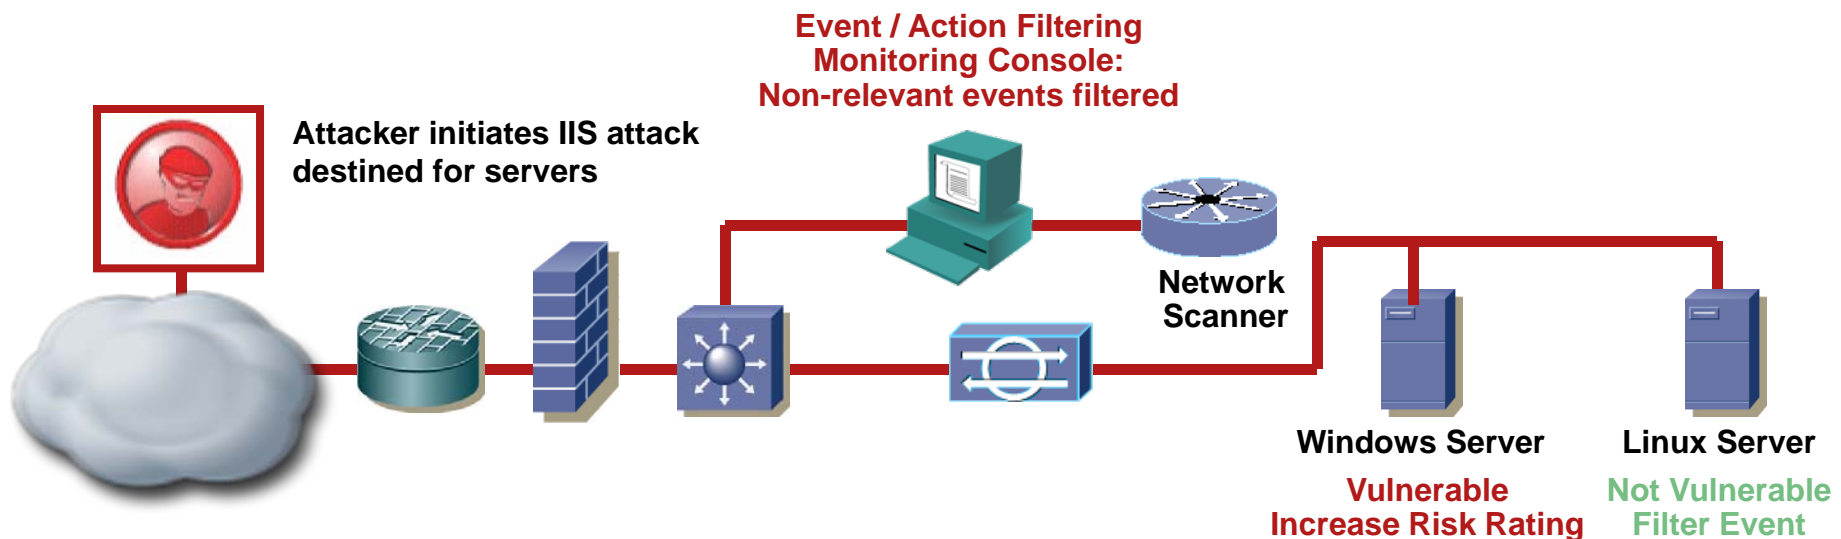 Event / Action Filtering
Monitoring Console:
Non-relevant events filtered
Attacker initiates IIS attack
destined for servers
Network
Scanner
Windows Server
Vulnerable
Increase Risk Rating
Linux Server
Not Vulnerable
Filter Event